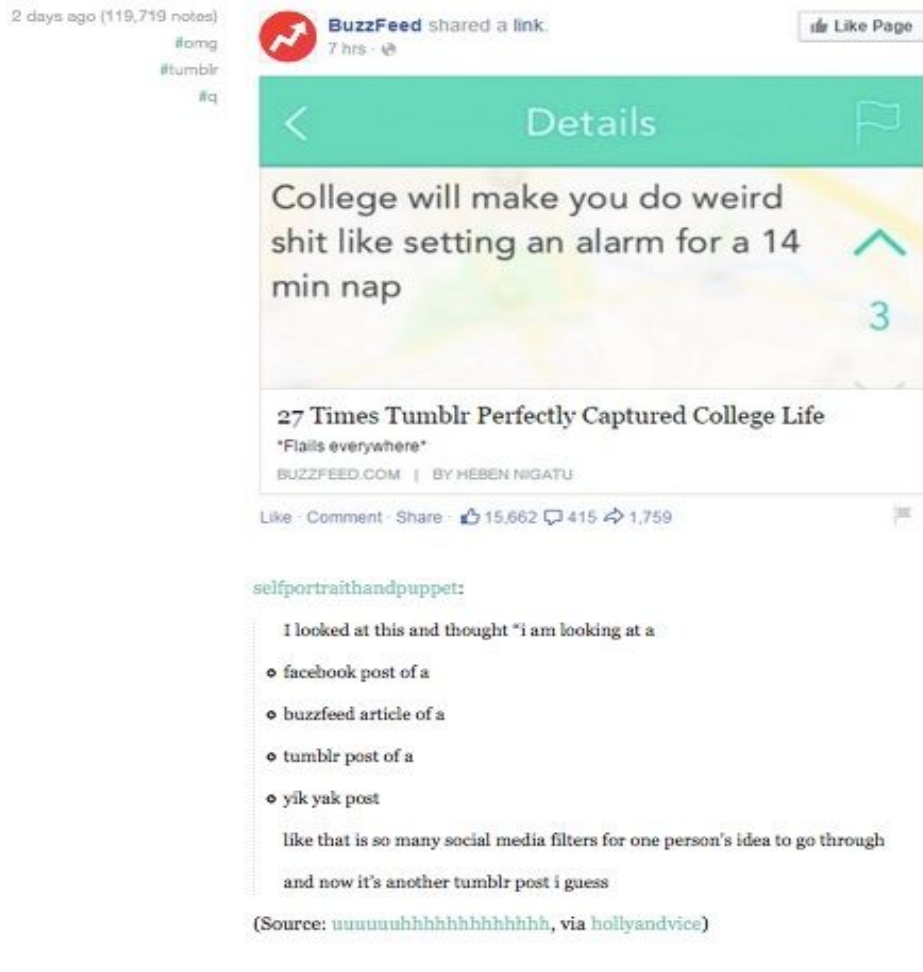 2 days ago (119,719 notes)
#omg
#tumblr
#q
BuzzFeed shared a link.
7 hrs ·
Like Page
Details
College will make you do weird
shit like setting an alarm for a 14
min nap
3
27 Times Tumblr Perfectly Captured College Life
*Flails everywhere*
BUZZFEED.COM | BY HEBEN NIGATU
Like · Comment · Share · 15,662 415 1,759
selfportraithandpuppet:
I looked at this and thought "i am looking at a
facebook post of a
buzzfeed article of a
tumblr post of a
yik yak post
like that is so many social media filters for one person's idea to go through
and now it's another tumblr post i guess
(Source: uuuuuuhhhhhhhhhhhhhh, via hollyandvice)